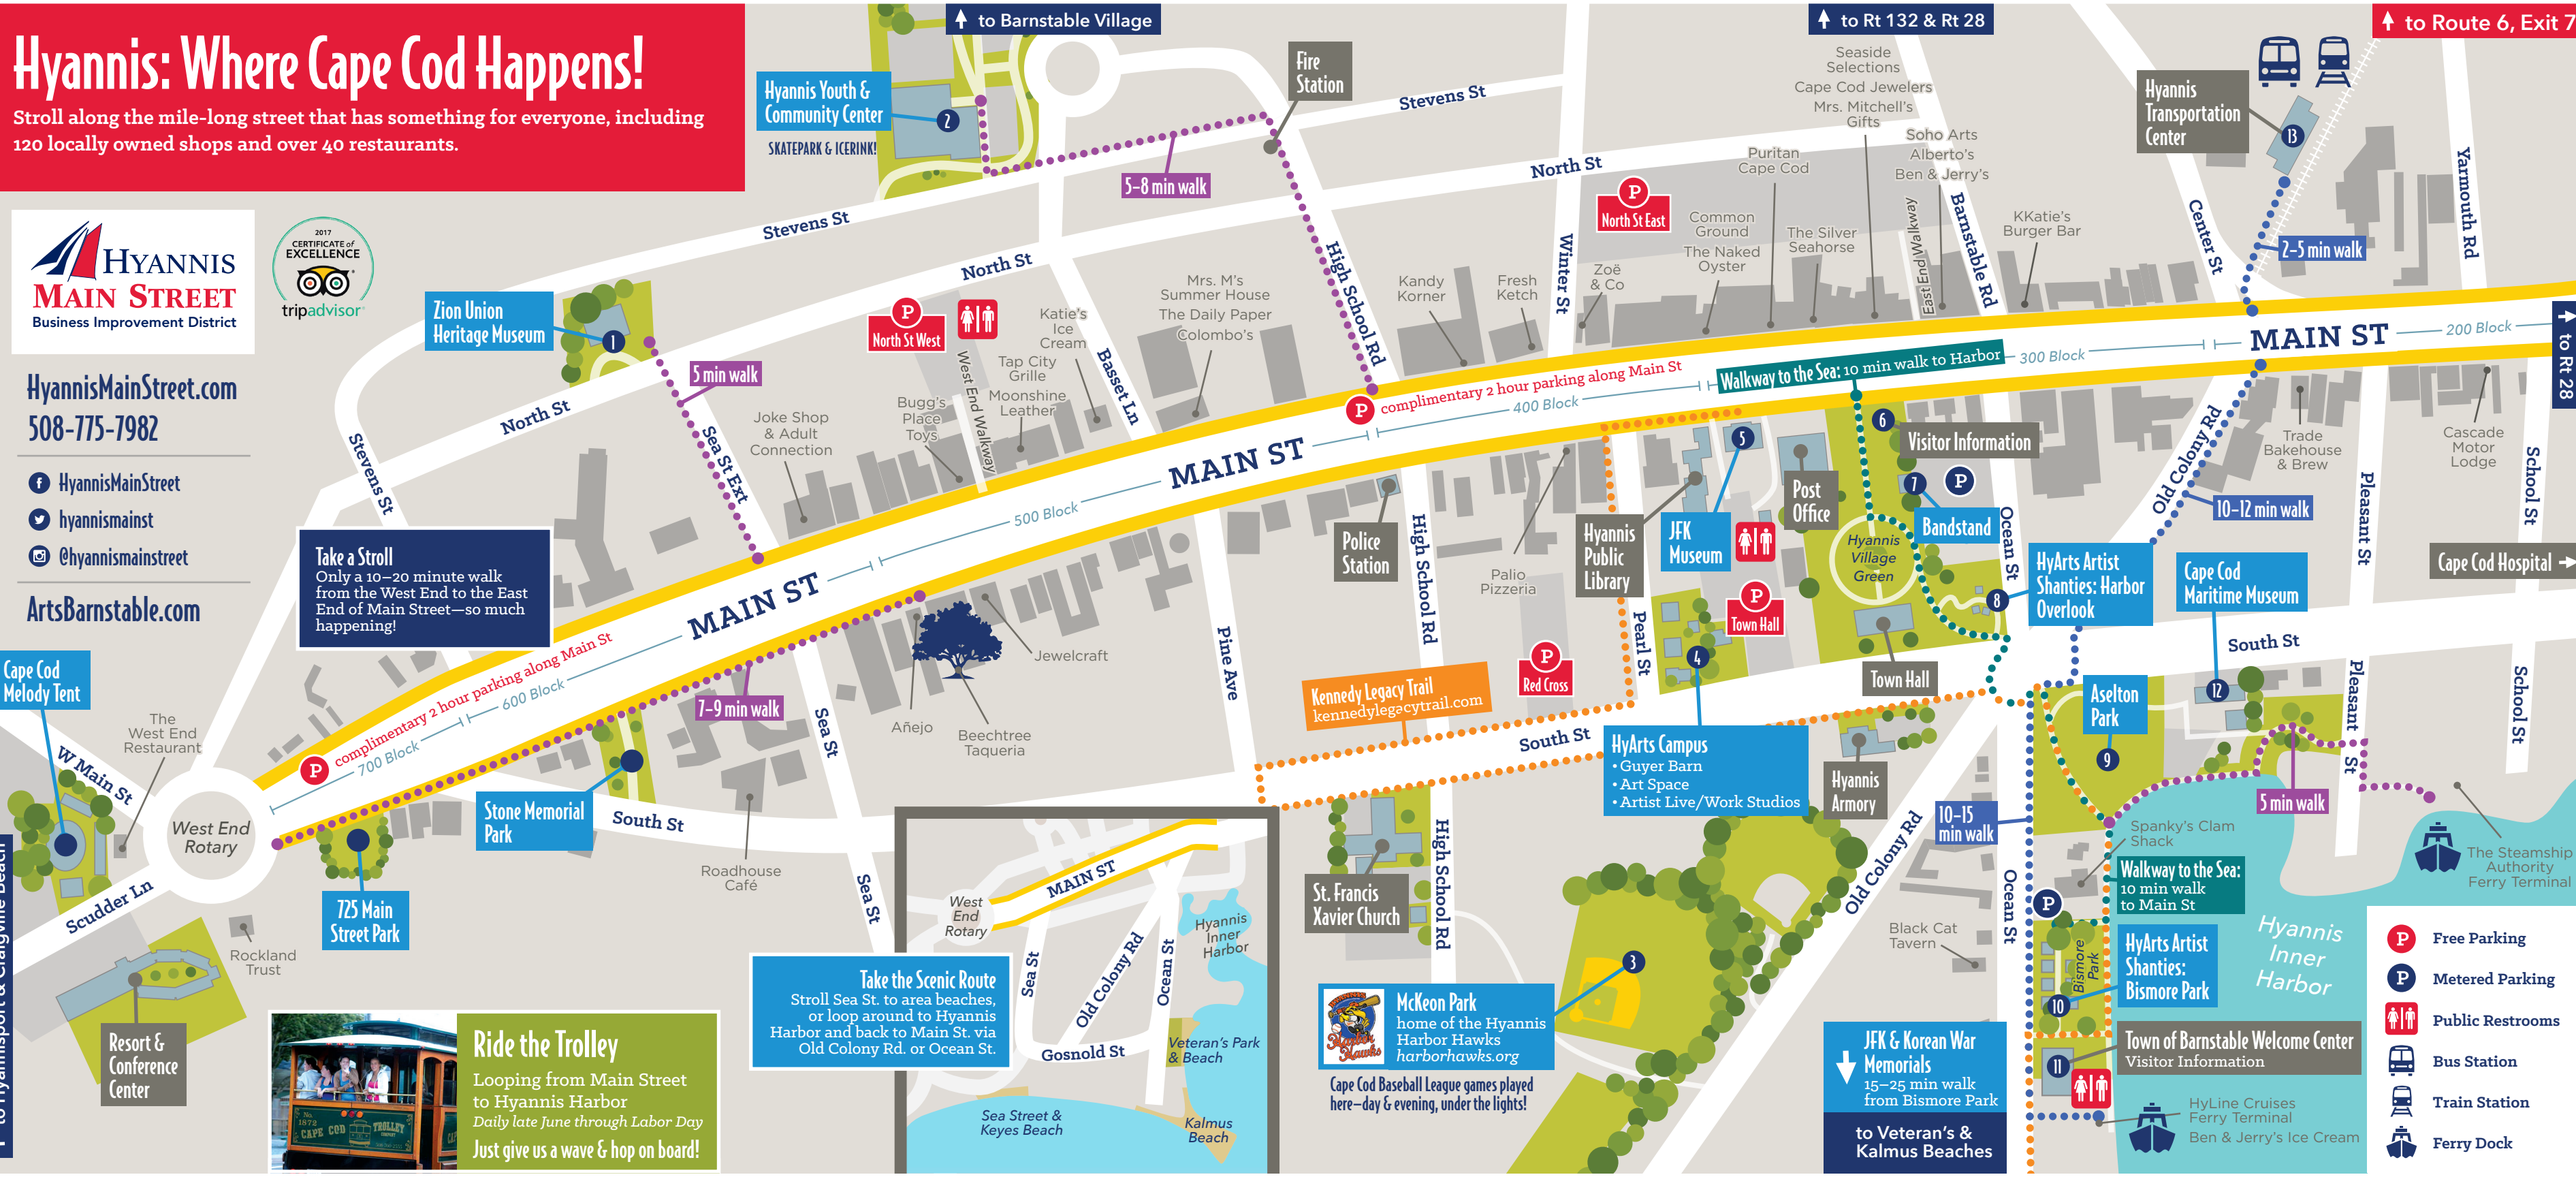 Hyannis: Where Cape Cod Happens!
Stroll along the mile-long street that has something for everyone, including
120 locally owned shops and over 40 restaurants.
HYANNIS
MAIN STREET
Business Improvement District
2017
CERTIFICATE of
EXCELLENCE
tripadvisor
HyannisMainStreet.com
508-775-7982
HyannisMainStreet
hyannismainst
@hyannismainstreet
ArtsBarnstable.com
to Barnstable Village
to Rt 132 & Rt 28
to Route 6, Exit 7
Hyannis Youth &
Community Center
2
SKATEPARK & ICERINK!
Fire
Station
Stevens St
5–8 min walk
Stevens St
North St
Seaside
Selections
Cape Cod Jewelers
Mrs. Mitchell's
Gifts
Soho Arts
Alberto's
Ben & Jerry's
Puritan
Cape Cod
Hyannis
Transportation
Center
13
Yarmouth Rd
Center St
2–5 min walk
P
North St East
Common
Ground
The Naked
Oyster
The Silver
Seahorse
East End Walkway
Barnstable Rd
KKatie's
Burger Bar
Zion Union
Heritage Museum
1
5 min walk
North St
North St
Stevens St
Sea St Ext
P
North St West
West End Walkway
Katie's
Ice
Cream
Tap City
Grille
Moonshine
Leather
Bugg's
Place
Toys
Joke Shop
& Adult
Connection
Mrs. M's
Summer House
The Daily Paper
Colombo's
Basset Ln
High School Rd
Kandy
Korner
Fresh
Ketch
Winter St
Zoë
& Co
P
complimentary 2 hour parking along Main St
400 Block
Walkway to the Sea: 10 min walk to Harbor
300 Block
MAIN ST
200 Block
to Rt 28
MAIN ST
500 Block
MAIN ST
600 Block
700 Block
P
complimentary 2 hour parking along Main St
Take a Stroll
Only a 10–20 minute walk
from the West End to the East
End of Main Street—so much
happening!
Cape Cod
Melody Tent
The
West End
Restaurant
W Main St
West End
Rotary
Scudder Ln
to Hyannisport & Craigville Beach
Rockland
Trust
Resort &
Conference
Center
725 Main
Street Park
Stone Memorial
Park
South St
7–9 min walk
Roadhouse
Café
Sea St
Sea St
Añejo
Beechtree
Taqueria
Jewelcraft
Pine Ave
Police
Station
High School Rd
Palio
Pizzeria
P
Red Cross
Hyannis
Public
Library
JFK
Museum
5
P
Town Hall
Pearl St
4
Post
Office
6
Visitor Information
7
P
Bandstand
Hyannis
Village
Green
Ocean St
8
Town Hall
HyArts Artist
Shanties: Harbor
Overlook
Old Colony Rd
10–12 min walk
Trade
Bakehouse
& Brew
Cascade
Motor
Lodge
Pleasant St
School St
Cape Cod Hospital
Cape Cod
Maritime Museum
South St
12
Pleasant St
School St
Aselton
Park
9
5 min walk
Kennedy Legacy Trail
kennedylegacytrail.com
South St
HyArts Campus
• Guyer Barn
• Art Space
• Artist Live/Work Studios
Hyannis
Armory
10–15
min walk
Old Colony Rd
Ocean St
Black Cat
Tavern
Spanky's Clam
Shack
Walkway to the Sea:
10 min walk
to Main St
P
The Steamship
Authority
Ferry Terminal
Hyannis
Inner
Harbor
Bismore
Park
10
HyArts Artist
Shanties:
Bismore Park
11
Town of Barnstable Welcome Center
Visitor Information
HyLine Cruises
Ferry Terminal
Ben & Jerry's Ice Cream
JFK & Korean War
Memorials
15–25 min walk
from Bismore Park
to Veteran's &
Kalmus Beaches
St. Francis
Xavier Church
High School Rd
3
McKeon Park
home of the Hyannis
Harbor Hawks
harborhawks.org
Cape Cod Baseball League games played
here—day & evening, under the lights!
Harbor
Hawks
MAIN ST
West
End
Rotary
Sea St
Old Colony Rd
Ocean St
Hyannis
Inner
Harbor
Gosnold St
Veteran's Park
& Beach
Sea Street &
Keyes Beach
Kalmus
Beach
Take the Scenic Route
Stroll Sea St. to area beaches,
or loop around to Hyannis
Harbor and back to Main St. via
Old Colony Rd. or Ocean St.
Ride the Trolley
Looping from Main Street
to Hyannis Harbor
Daily late June through Labor Day
Just give us a wave & hop on board!
No.
1872
CAPE COD TROLLEY
P Free Parking
P Metered Parking
Public Restrooms
Bus Station
Train Station
Ferry Dock